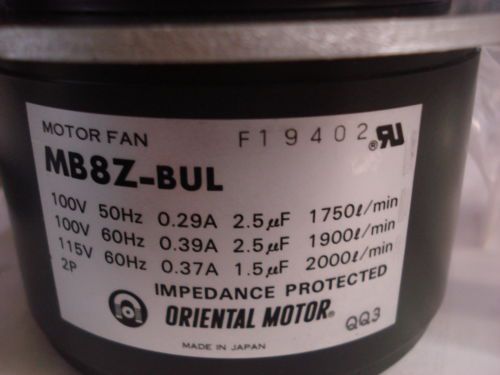 MOTOR FAN F19402 ®
MB8Z-BUL
100V 50Hz 0.29A 2.5μF 1750ℓ/min
100V 60Hz 0.39A 2.5μF 1900ℓ/min
115V 60Hz 0.37A 1.5μF 2000ℓ/min
2P
IMPEDANCE PROTECTED
ORIENTAL MOTOR®
QQ3
MADE IN JAPAN